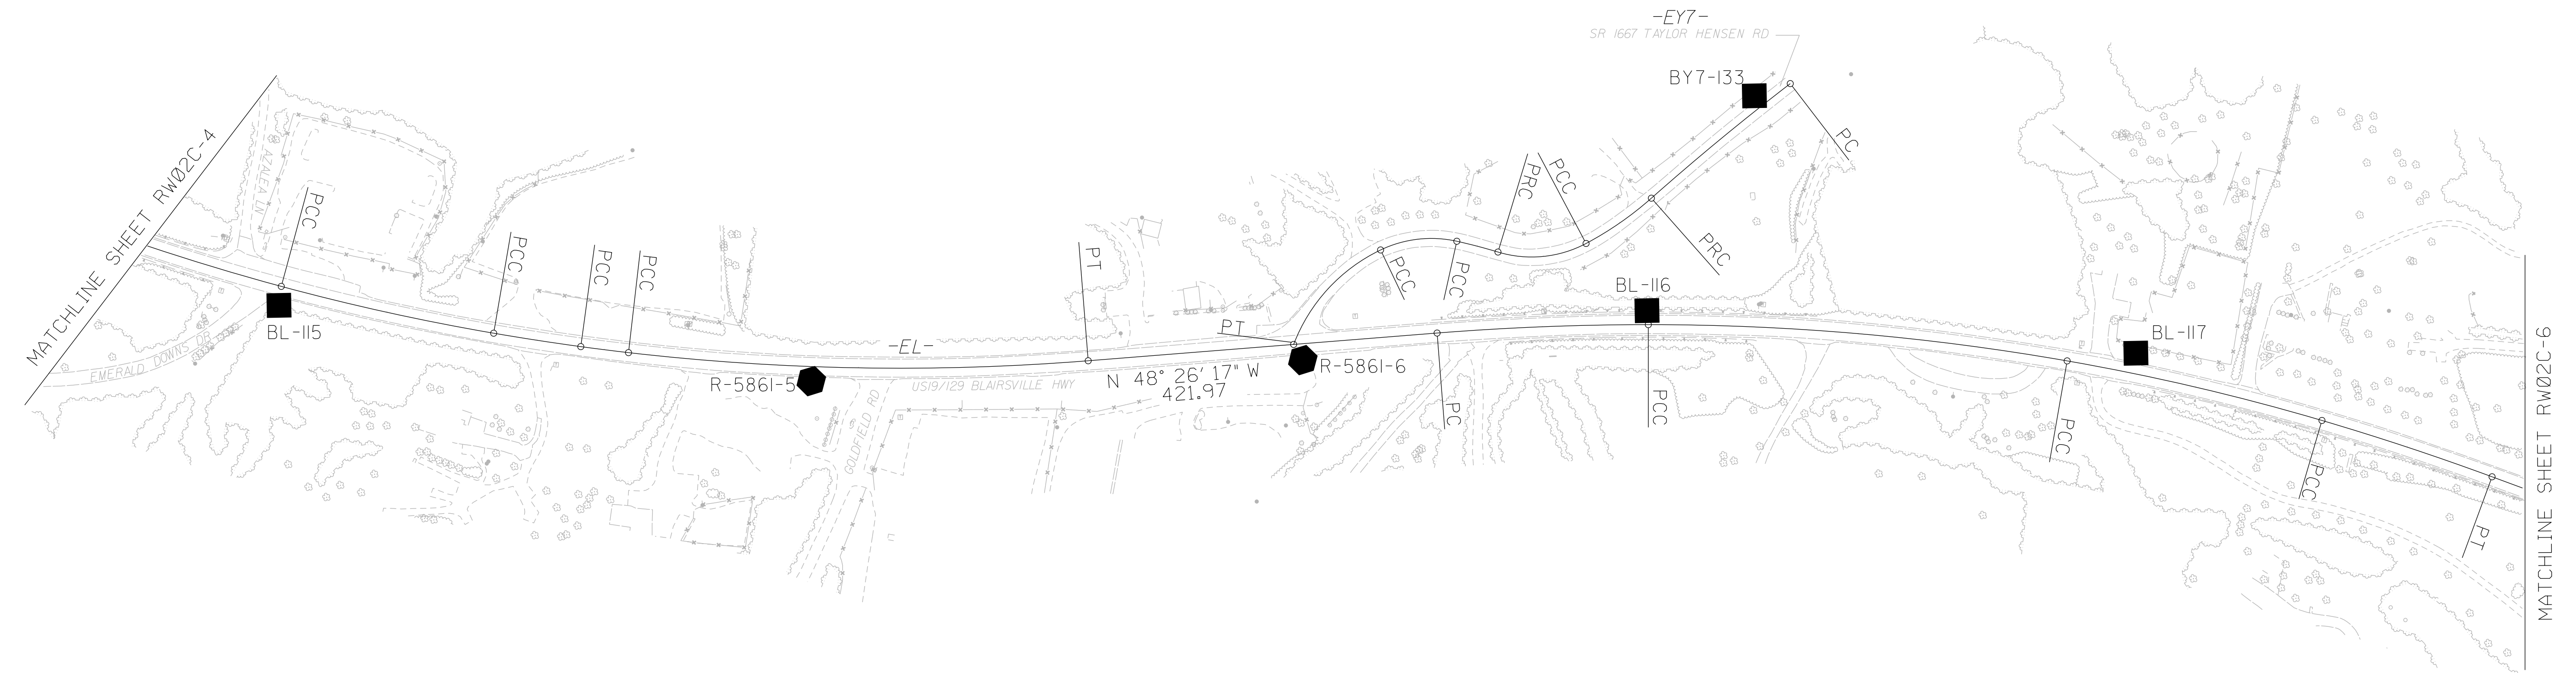 -EY7-
SR 1667 TAYLOR HENSEN RD
BY7-133
PC
MATCHLINE SHEET RW02C-4
AZALEA LN
PCC
PCC
PCC
PCC
PT
PRC
PCC
PRC
PCC
PCC
BL-115
EMERALD DOWNS DR
-EL-
R-5861-5
US19/129 BLAIRSVILLE HWY
GOLDFIELD RD
N 48° 26' 17" W
421.97
PT
R-5861-6
BL-116
PC
PCC
BL-117
PCC
PCC
PT
MATCHLINE SHEET RW02C-6